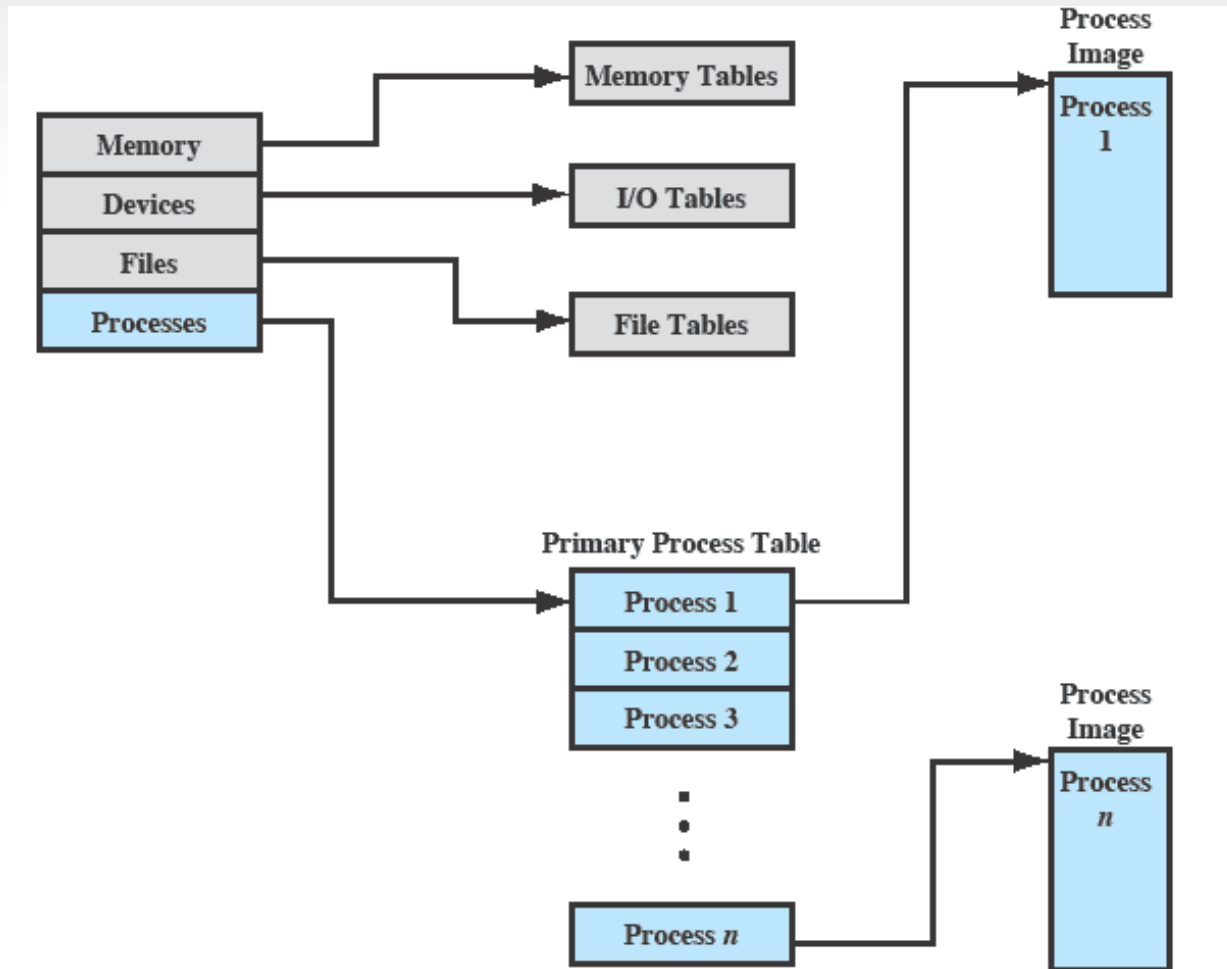 Memory
Devices
Files
Processes
Memory Tables
I/O Tables
File Tables
Primary Process Table
Process 1
Process 2
Process 3
Process n
Process
Image
Process
1
Process
Image
Process
n